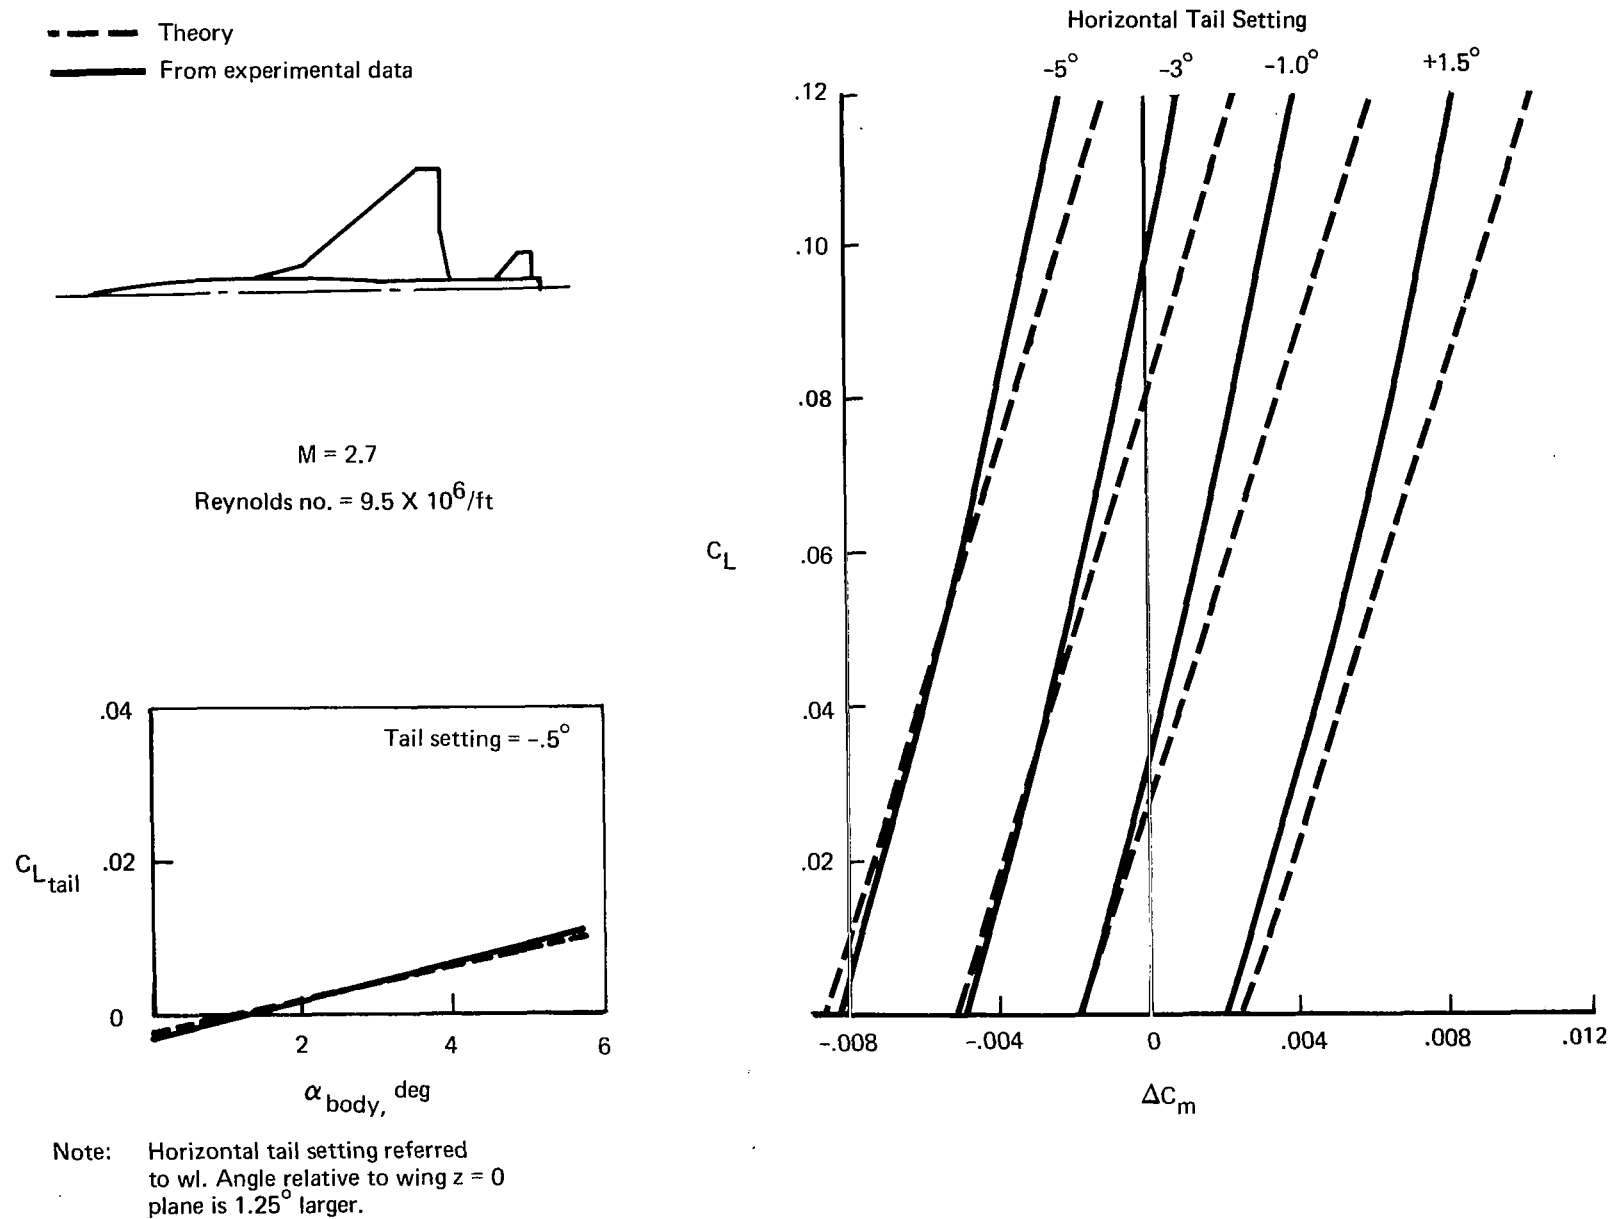 Theory
From experimental data
M = 2.7
Reynolds no. = 9.5 X 10⁶/ft
.04
Tail setting = -.5°
C_L_tail
.02
0
2
4
6
α body, deg
Note: Horizontal tail setting referred
to wl. Angle relative to wing z = 0
plane is 1.25° larger.
Horizontal Tail Setting
-5° -3° -1.0° +1.5°
.12
.10
.08
C_L
.06
.04
.02
-.008 -.004 0 .004 .008 .012
ΔC_m